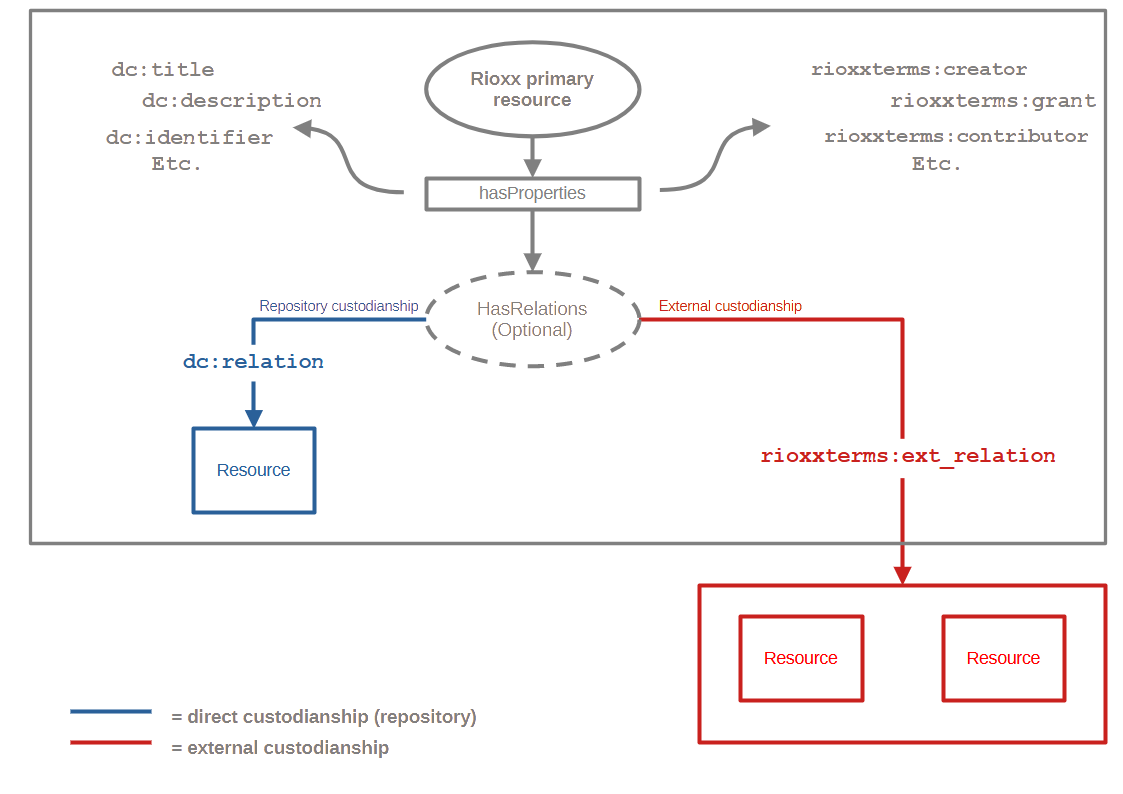 Rioxx primary
resource
dc:title
dc:description
dc:identifier
Etc.
rioxxterms:creator
rioxxterms:grant
rioxxterms:contributor
Etc.
hasProperties
HasRelations
(Optional)
Repository custodianship
External custodianship
dc:relation
Resource
rioxxterms:ext_relation
Resource
Resource
= direct custodianship (repository)
= external custodianship